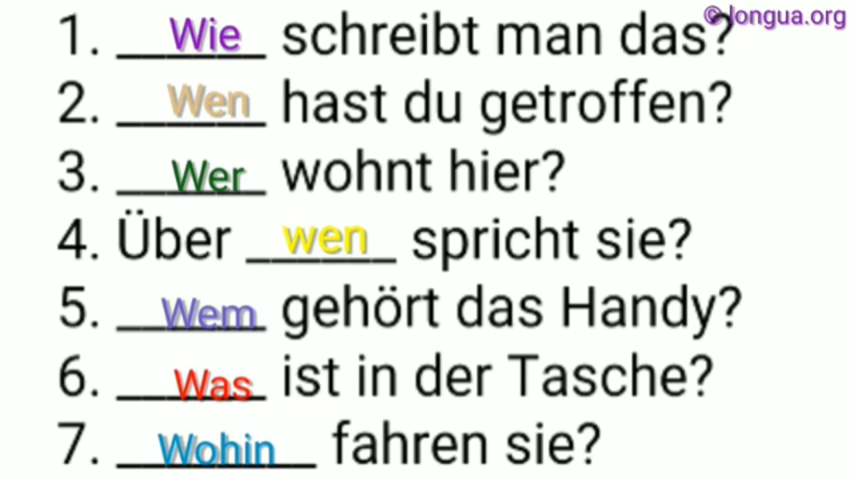 © longua.org
1. Wie schreibt man das?
2. Wen hast du getroffen?
3. Wer wohnt hier?
4. Über wen spricht sie?
5. Wem gehört das Handy?
6. Was ist in der Tasche?
7. Wohin fahren sie?